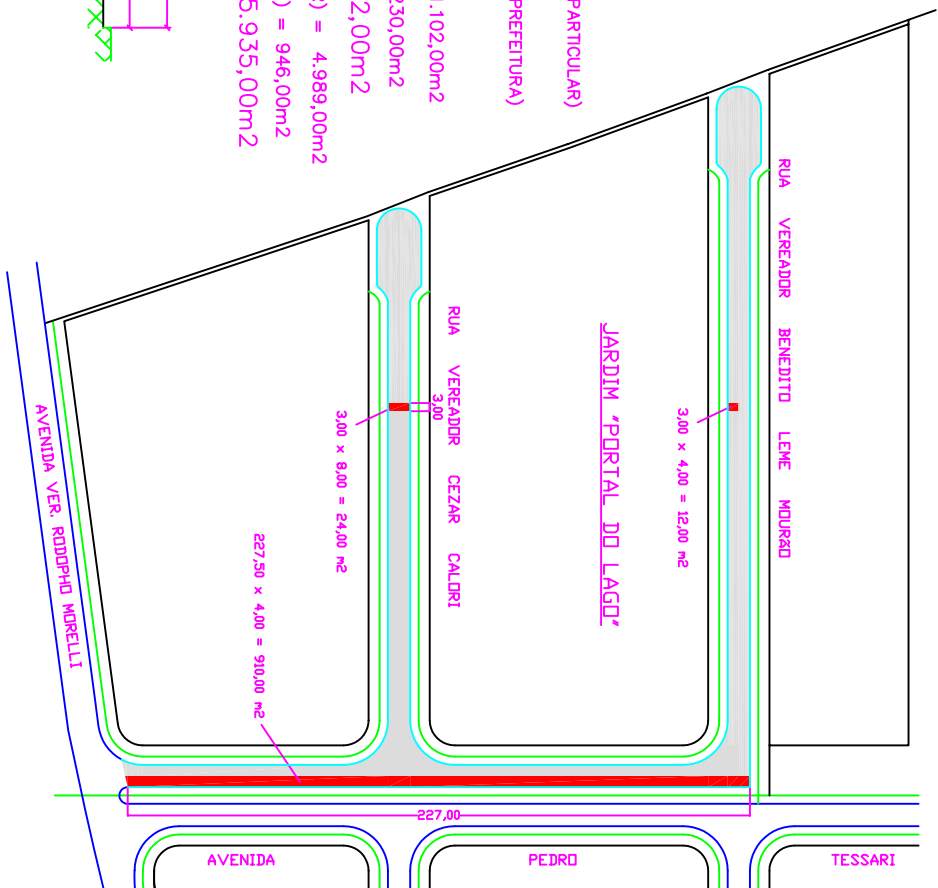 PARTICULAR)
PREFEITURA)
.102,00m2
230,00m2
2,00m2
) = 4.989,00m2
) = 946,00m2
5.935,00m2
RUA VEREADOR BENEDITO LEME MOURÃO
3,00 x 4,00 = 12,00 m2
JARDIM "PORTAL DO LAGO"
RUA VEREADOR CEZAR CALORI
3,00
3,00 x 8,00 = 24,00 m2
227,50 x 4,00 = 910,00 m2
AVENIDA VER. RODOPHO MORELLI
227,00
AVENIDA PEDRO TESSARI